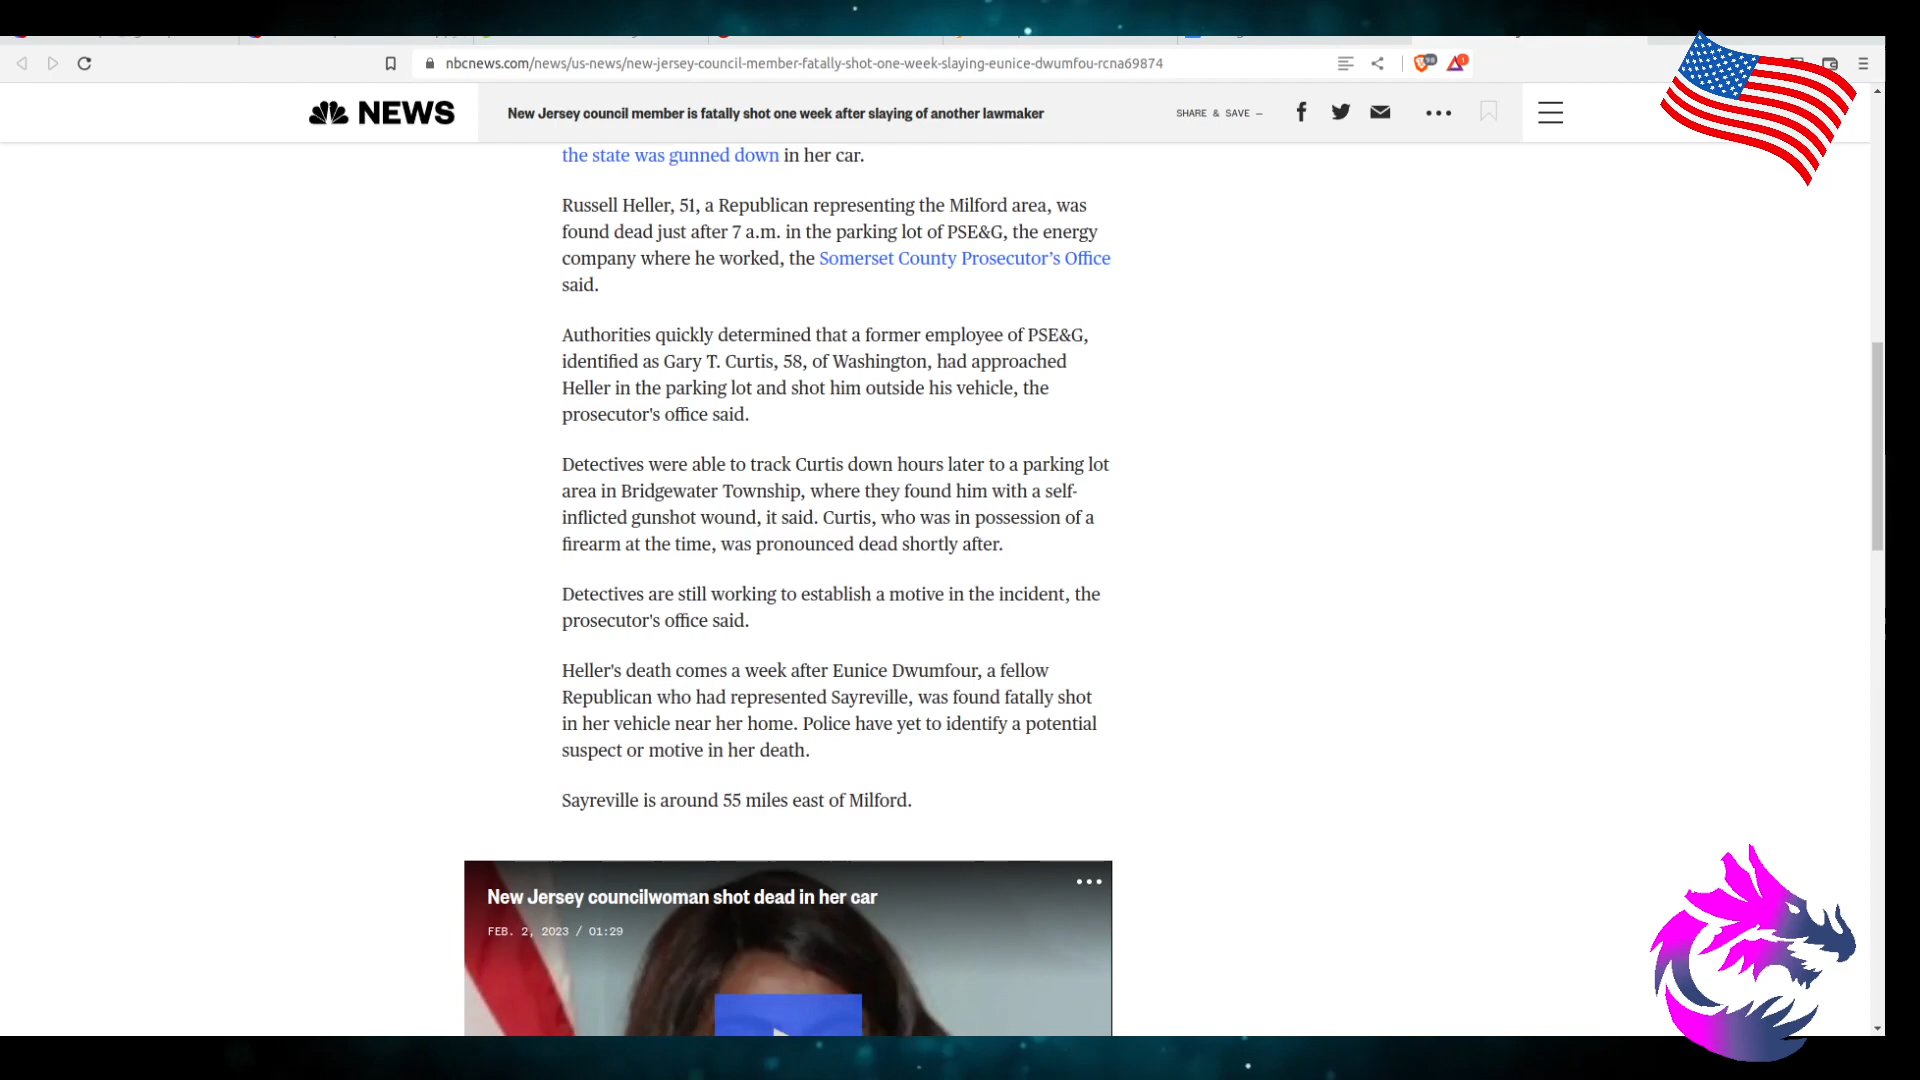 nbcnews.com/news/us-news/new-jersey-council-member-fatally-shot-one-week-slaying-eunice-dwumfou-rcna69874
NEWS
New Jersey council member is fatally shot one week after slaying of another lawmaker
SHARE & SAVE —
the state was gunned down in her car.
Russell Heller, 51, a Republican representing the Milford area, was
found dead just after 7 a.m. in the parking lot of PSE&G, the energy
company where he worked, the Somerset County Prosecutor's Office
said.
Authorities quickly determined that a former employee of PSE&G,
identified as Gary T. Curtis, 58, of Washington, had approached
Heller in the parking lot and shot him outside his vehicle, the
prosecutor's office said.
Detectives were able to track Curtis down hours later to a parking lot
area in Bridgewater Township, where they found him with a self-
inflicted gunshot wound, it said. Curtis, who was in possession of a
firearm at the time, was pronounced dead shortly after.
Detectives are still working to establish a motive in the incident, the
prosecutor's office said.
Heller's death comes a week after Eunice Dwumfour, a fellow
Republican who had represented Sayreville, was found fatally shot
in her vehicle near her home. Police have yet to identify a potential
suspect or motive in her death.
Sayreville is around 55 miles east of Milford.
New Jersey councilwoman shot dead in her car
FEB. 2, 2023 / 01:29